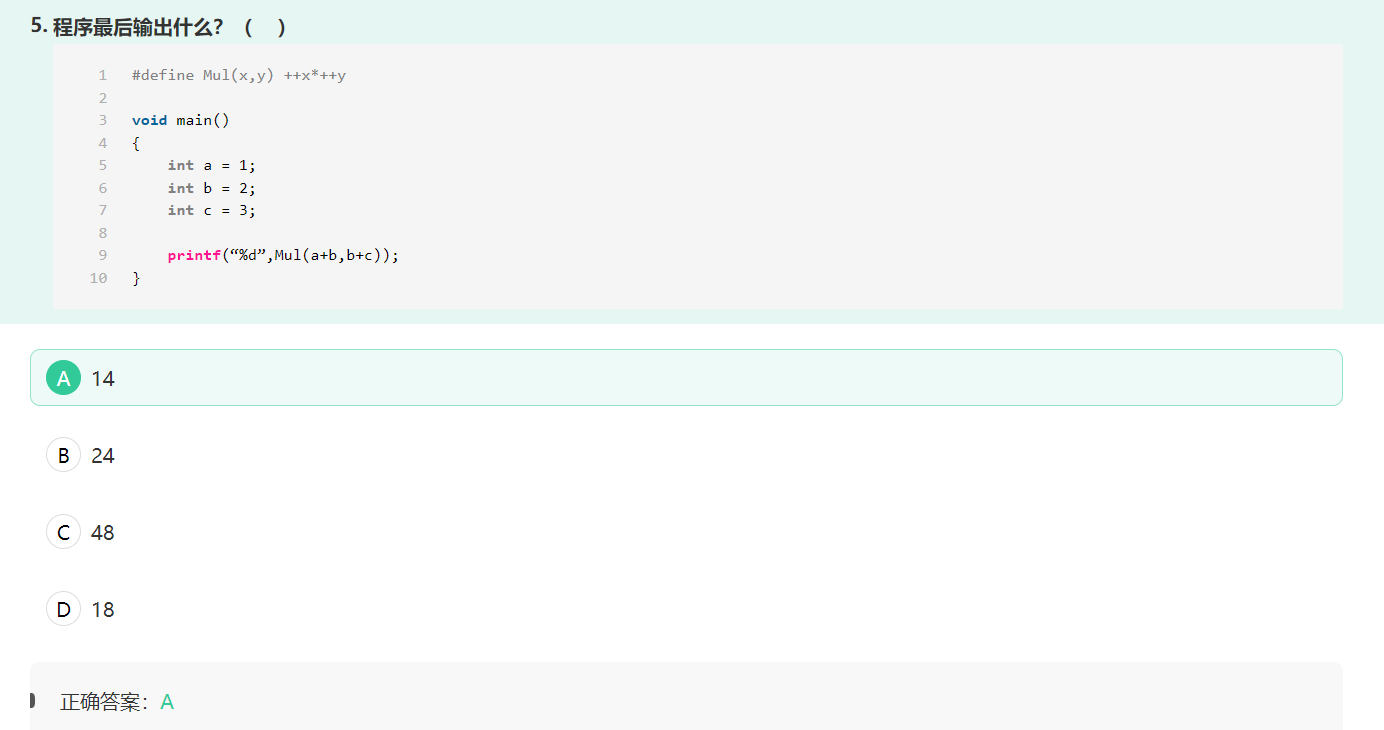 5. 程序最后输出什么？ （ ）
1 #define Mul(x,y) ++x*++y
2
3 void main()
4 {
5     int a = 1;
6     int b = 2;
7     int c = 3;
8
9     printf(“%d”,Mul(a+b,b+c));
10 }
A 14
B 24
C 48
D 18
正确答案：A